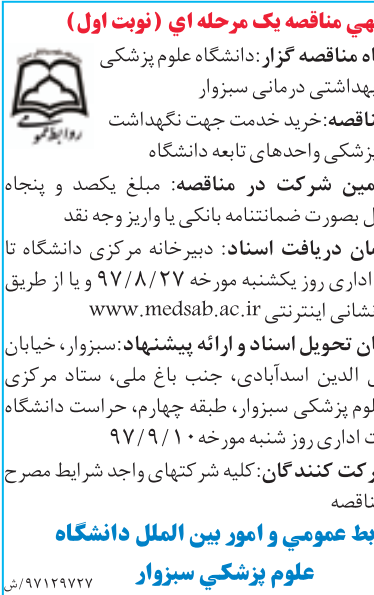 هي مناقصه یک مرحله ای (نوبت اول)
اه مناقصه گزار: دانشگاه علوم پزشکی
بهداشتی درمانی سبزوار
ناقصه: خرید خدمت جهت نگهداشت
پزشکی واحدهای تابعه دانشگاه
مین شرکت در مناقصه: مبلغ یکصد و پنجاه
ل بصورت ضمانتنامه بانکی یا واریز وجه نقد
مان دریافت اسناد: دبیرخانه مرکزی دانشگاه تا
اداری روز یکشنبه مورخه ۹۷/۸/۲۷ و یا از طریق
نشانی اینترنتی www.medsab.ac.ir
ان تحویل اسناد و ارائه پیشنهاد: سبزوار، خیابان
الدین اسدآبادی، جنب باغ ملی، ستاد مرکزی
لوم پزشکی سبزوار، طبقه چهارم، حراست دانشگاه
ت اداری روز شنبه مورخه ۹۷/۹/۱۰
رکت کنندگان: کلیه شرکتهای واجد شرایط مصرح
ناقصه
بط عمومي و امور بین الملل دانشگاه
علوم پزشکي سبزوار
۹۷۱۲۹۷۲۷/ش
روابط عمومی